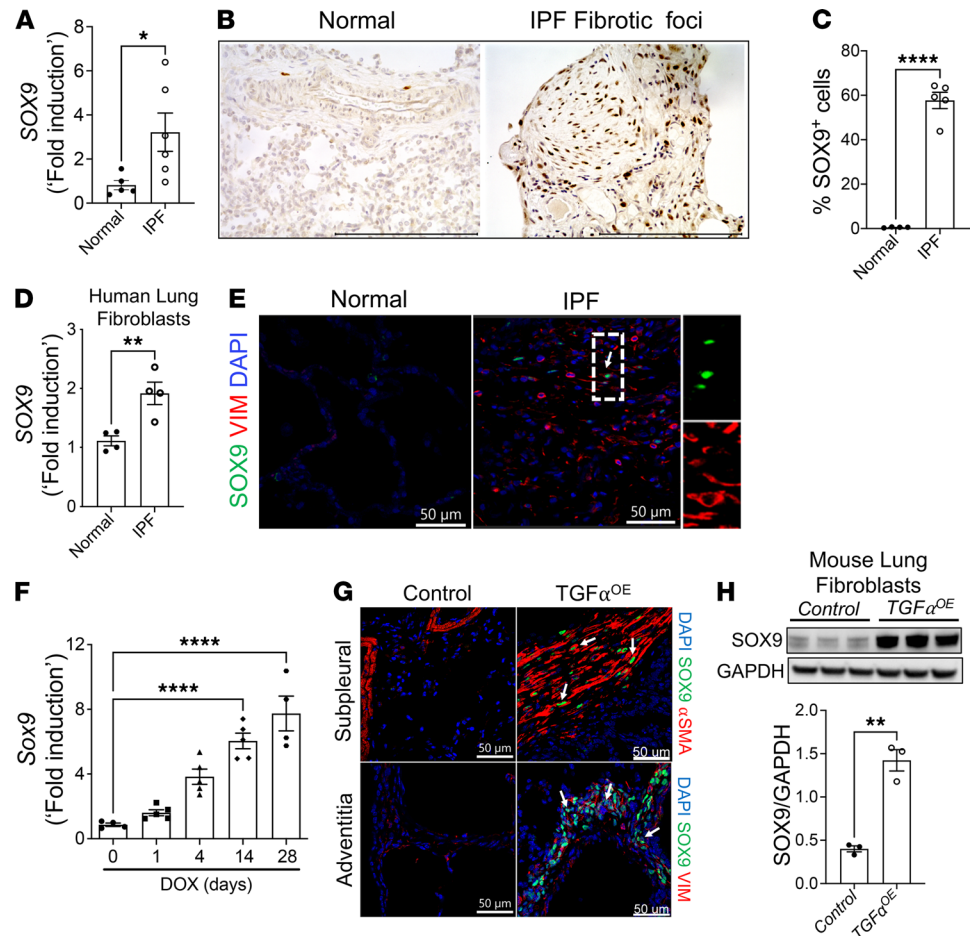 A
8
6
4
2
0
SOX9
('Fold induction')
*
Normal
IPF
B
Normal
IPF Fibrotic foci
C
80
60
40
20
0
% SOX9+ cells
****
Normal
IPF
D
Human Lung
Fibroblasts
3
2
1
0
SOX9
('Fold induction')
**
Normal
IPF
E
Normal
IPF
SOX9 VIM DAPI
50 µm
50 µm
F
12
8
4
0
Sox9
('Fold induction')
****
****
0 1 4 14 28
DOX (days)
G
Control
TGFαOE
Subpleural
Adventitia
50 µm
50 um
50 µm
50 um
DAPI SOX9 αSMA
DAPI SOX9 VIM
H
Mouse Lung
Fibroblasts
Control
TGFαOE
SOX9
GAPDH
2.0
1.5
1.0
0.5
0.0
SOX9/GAPDH
**
Control
TGFαOE